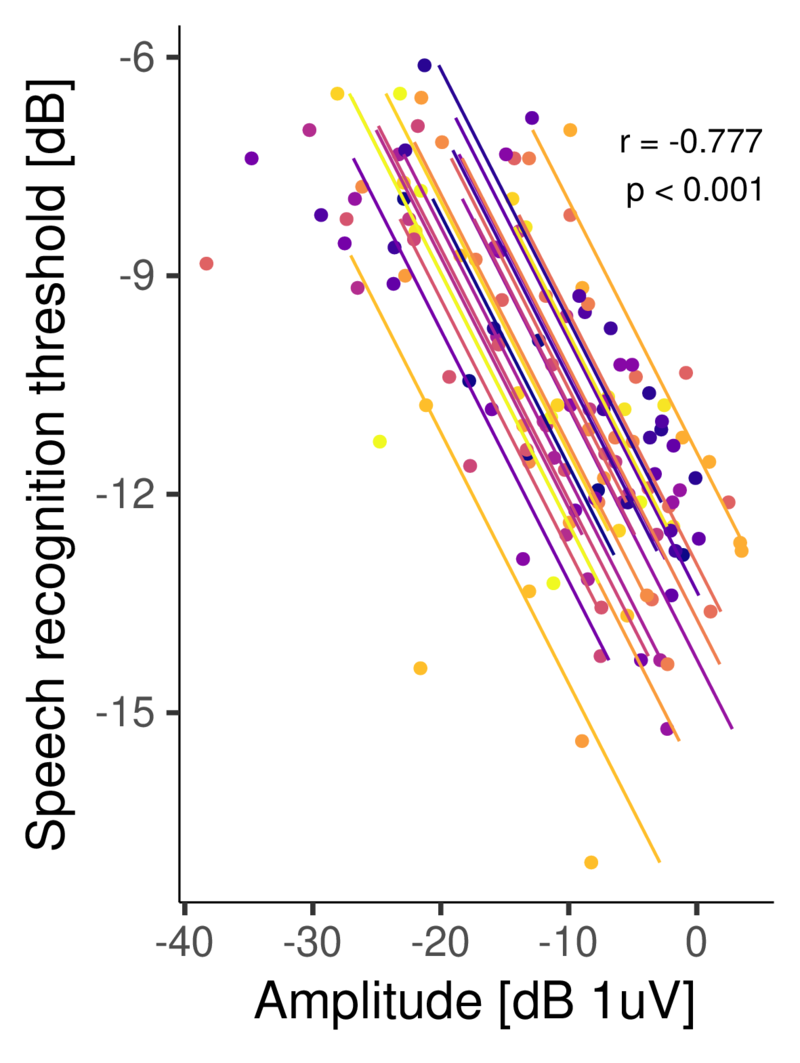 -6
r = -0.777
p < 0.001
-9
-12
-15
Speech recognition threshold [dB]
-40 -30 -20 -10 0
Amplitude [dB 1uV]